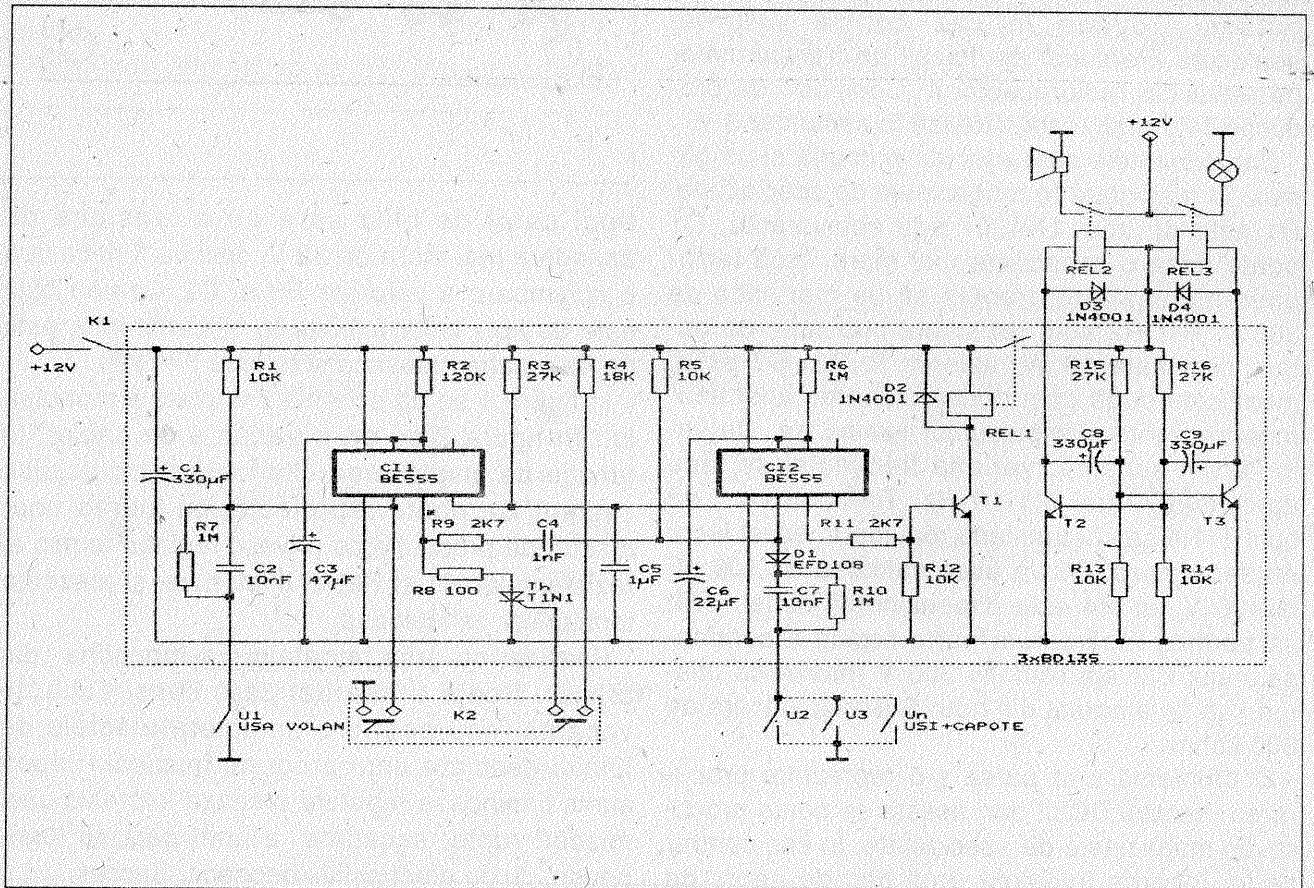 +12V
REL2
REL3
D3
1N4001
D4
1N4001
K1
+12V
R1
10K
R2
120K
R3
27K
R4
18K
R5
10K
R6
1M
D2
1N4001
REL1
R15
27K
R16
27K
C8
330µF
C9
330µF
+
+
C1
330µF
+
CI1
BE555
CI2
BE555
T1
T2
T3
R7
1M
C2
10nF
C3
47µF
+
R9 2K7
C4
1nF
R8 100
Th
T1N1
C5
1µF
C6
22µF
+
D1
EFD108
C7
10nF
R10
1M
R11 2K7
R12
10K
R13
10K
R14
10K
3xBD135
U1
USA VOLAN
K2
U2
U3
Un
USI+CAPOTE